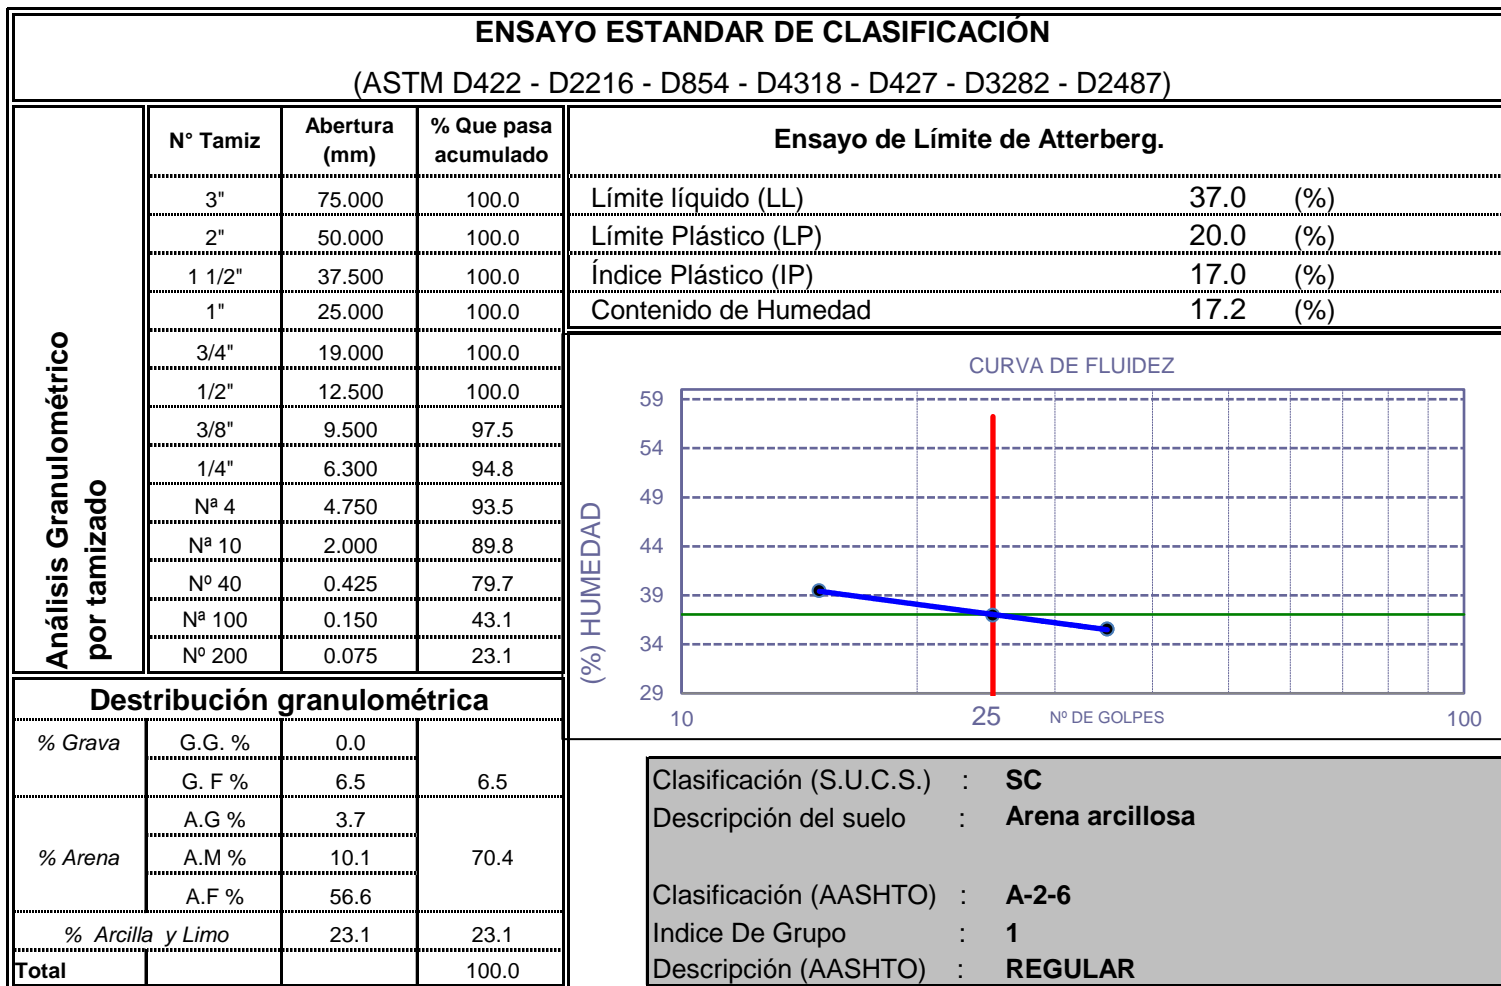 ENSAYO ESTANDAR DE CLASIFICACIÓN
(ASTM D422 - D2216 - D854 - D4318 - D427 - D3282 - D2487)
Análisis Granulométrico
por tamizado
N° Tamiz Abertura (mm) % Que pasa acumulado
3" 75.000 100.0
2" 50.000 100.0
1 1/2" 37.500 100.0
1" 25.000 100.0
3/4" 19.000 100.0
1/2" 12.500 100.0
3/8" 9.500 97.5
1/4" 6.300 94.8
Nª 4 4.750 93.5
Nª 10 2.000 89.8
Nº 40 0.425 79.7
Nª 100 0.150 43.1
Nº 200 0.075 23.1
Ensayo de Límite de Atterberg.
Límite líquido (LL) 37.0 (%)
Límite Plástico (LP) 20.0 (%)
Índice Plástico (IP) 17.0 (%)
Contenido de Humedad 17.2 (%)
CURVA DE FLUIDEZ
(%) HUMEDAD
59
54
49
44
39
34
29
10 25 Nº DE GOLPES 100
Destribución granulométrica
% Grava G.G. % 0.0
G. F % 6.5 6.5
A.G % 3.7
% Arena A.M % 10.1 70.4
A.F % 56.6
% Arcilla y Limo 23.1 23.1
Total 100.0
Clasificación (S.U.C.S.) : SC
Descripción del suelo : Arena arcillosa
Clasificación (AASHTO) : A-2-6
Indice De Grupo : 1
Descripción (AASHTO) : REGULAR